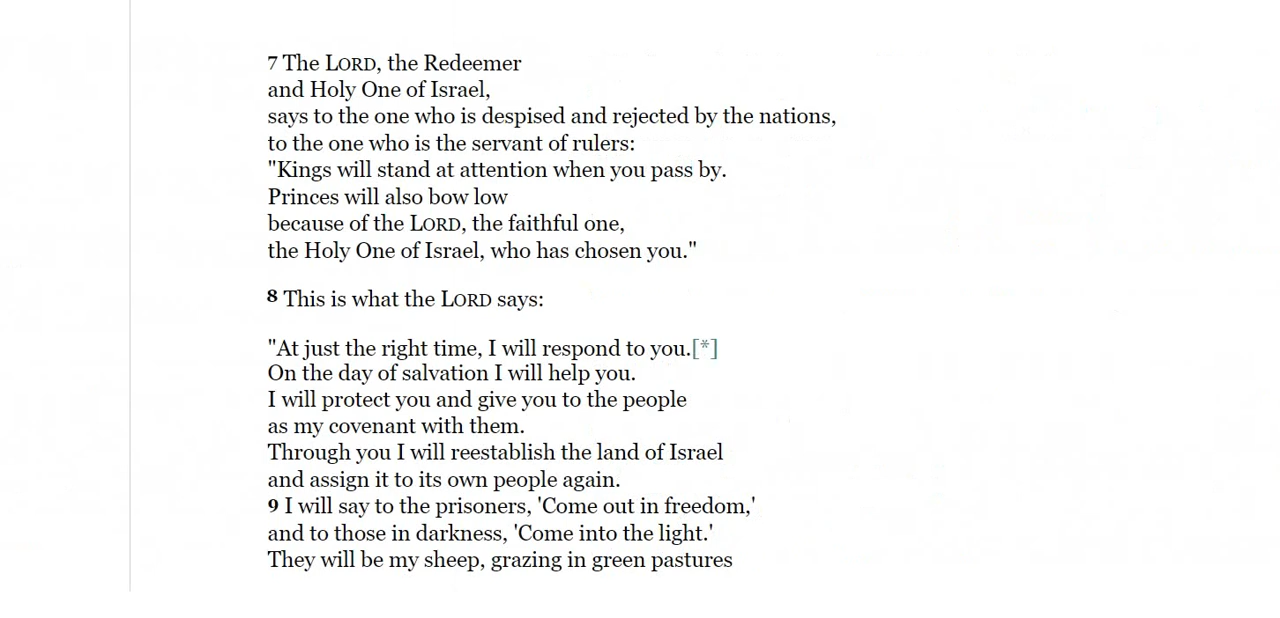 7 The LORD, the Redeemer
and Holy One of Israel,
says to the one who is despised and rejected by the nations,
to the one who is the servant of rulers:
"Kings will stand at attention when you pass by.
Princes will also bow low
because of the LORD, the faithful one,
the Holy One of Israel, who has chosen you."
8 This is what the LORD says:
"At just the right time, I will respond to you.[*]
On the day of salvation I will help you.
I will protect you and give you to the people
as my covenant with them.
Through you I will reestablish the land of Israel
and assign it to its own people again.
9 I will say to the prisoners, 'Come out in freedom,'
and to those in darkness, 'Come into the light.'
They will be my sheep, grazing in green pastures